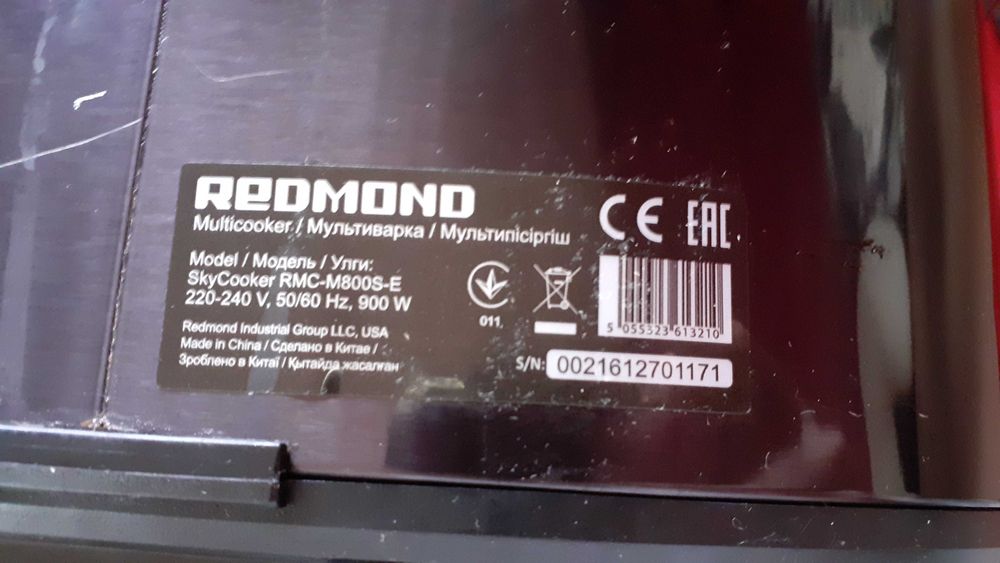 REDMOND
Multicooker / Мультиварка / Мультипісіргіш
Model / Модель / Улги:
SkyCooker RMC-M800S-E
220-240 V, 50/60 Hz, 900 W
Redmond Industrial Group LLC, USA
Made in China / Сделано в Китае /
Зроблено в Китаї / Қытайда жасалған
CE EAC
011
5 055323 613210
S/N: 0021612701171